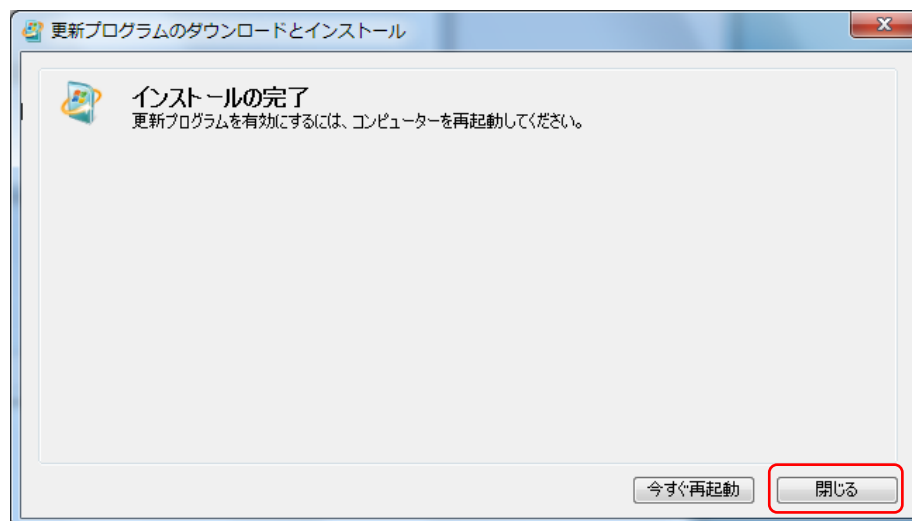 更新プログラムのダウンロードとインストール
インストールの完了
更新プログラムを有効にするには、コンピューターを再起動してください。
今すぐ再起動
閉じる